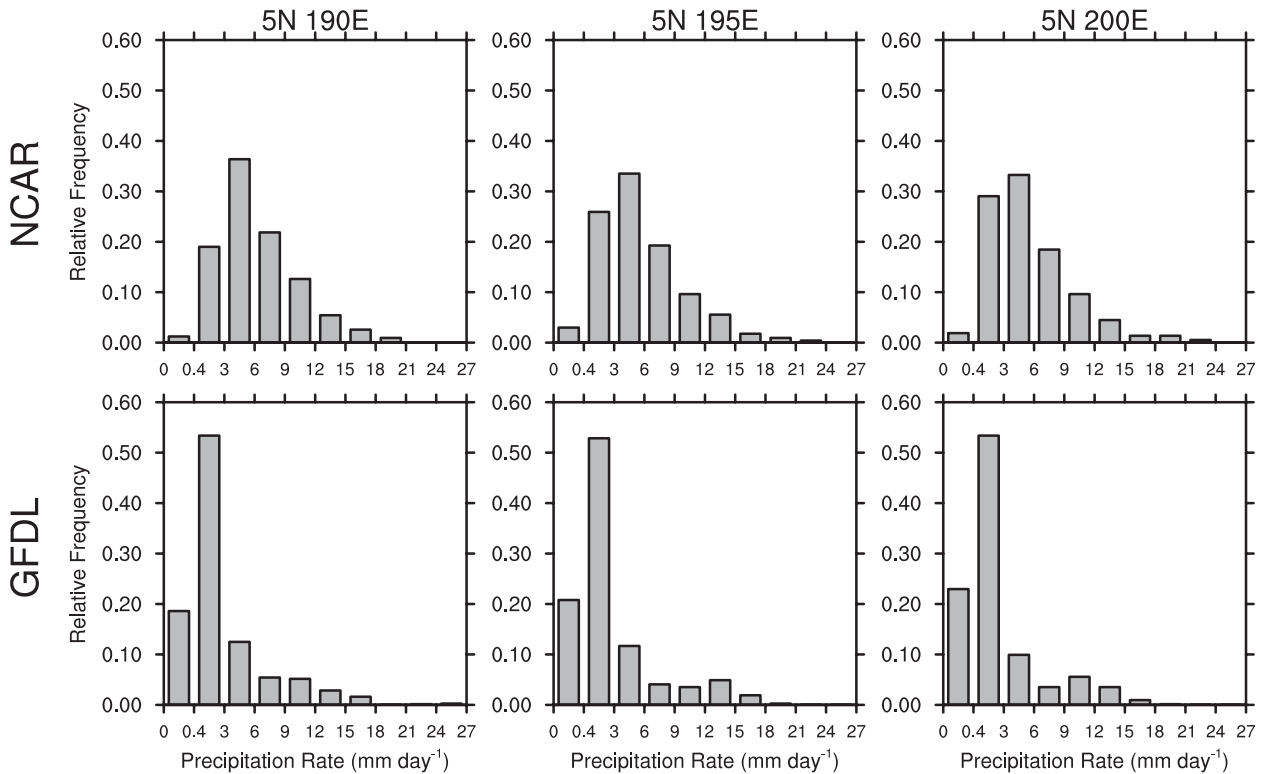 5N 190E 5N 195E 5N 200E
NCAR
Relative Frequency
0.60 0.60 0.60
0.50 0.50 0.50
0.40 0.40 0.40
0.30 0.30 0.30
0.20 0.20 0.20
0.10 0.10 0.10
0.00 0.00 0.00
0 0.4 3 6 9 12 15 18 21 24 27 0 0.4 3 6 9 12 15 18 21 24 27 0 0.4 3 6 9 12 15 18 21 24 27
GFDL
Relative Frequency
0.60 0.60 0.60
0.50 0.50 0.50
0.40 0.40 0.40
0.30 0.30 0.30
0.20 0.20 0.20
0.10 0.10 0.10
0.00 0.00 0.00
0 0.4 3 6 9 12 15 18 21 24 27 0 0.4 3 6 9 12 15 18 21 24 27 0 0.4 3 6 9 12 15 18 21 24 27
Precipitation Rate (mm day⁻¹) Precipitation Rate (mm day⁻¹) Precipitation Rate (mm day⁻¹)